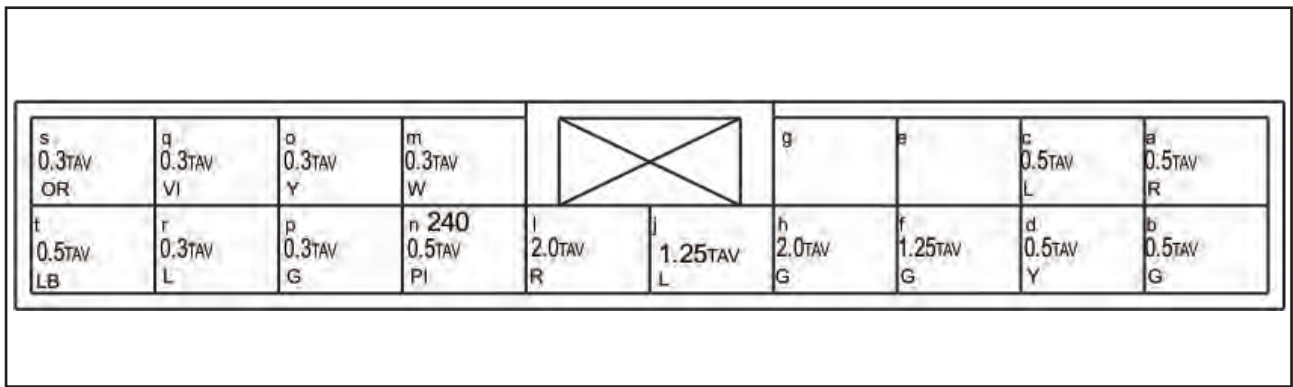 s
0.3TAV
OR
q
0.3TAV
VI
o
0.3TAV
Y
m
0.3TAV
W
g
e
c
0.5TAV
L
a
0.5TAV
R
t
0.5TAV
LB
r
0.3TAV
L
p
0.3TAV
G
n 240
0.5TAV
PI
l
2.0TAV
R
j
1.25TAV
L
h
2.0TAV
G
f
1.25TAV
G
d
0.5TAV
Y
b
0.5TAV
G